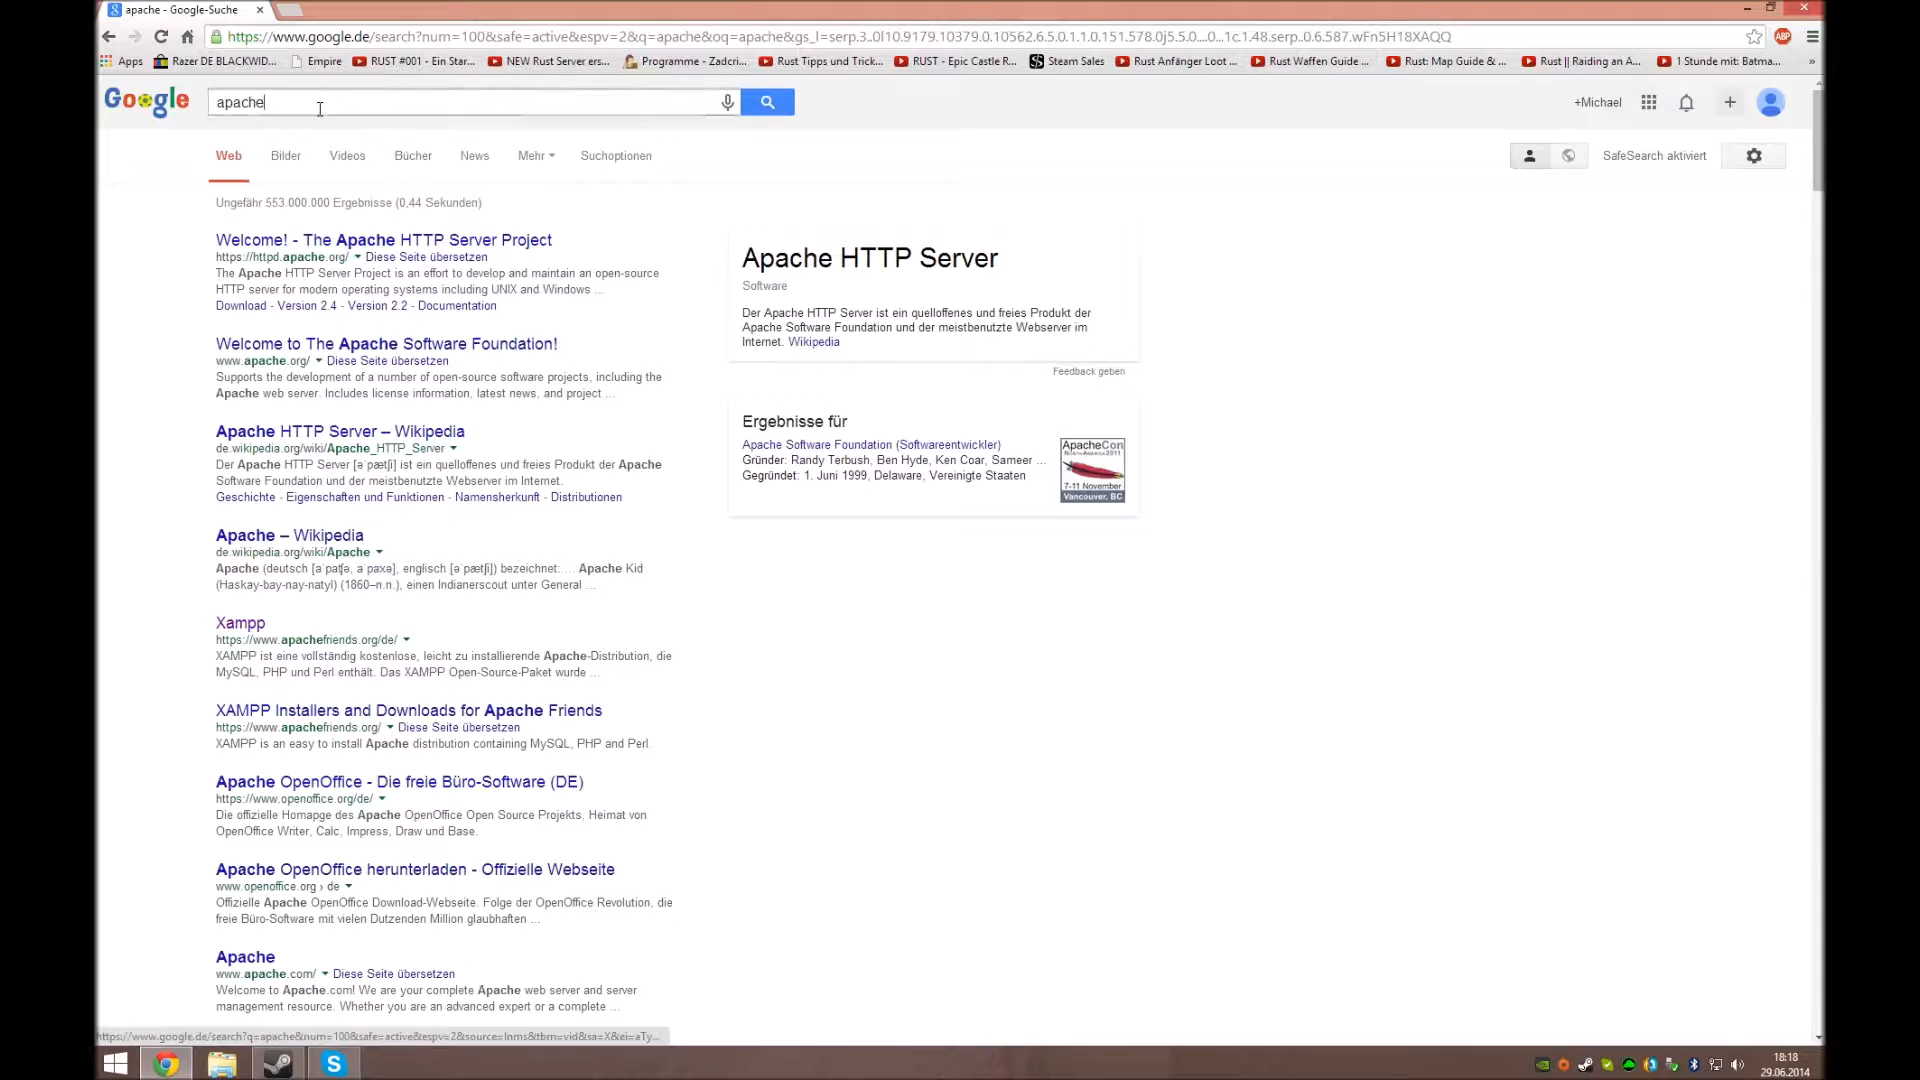 apache - Google-Suche
https://www.google.de/search?num=100&safe=active&espv=2&q=apache&oq=apache&gs_l=serp.3..0l10.9179.10379.0.10562.6.5.0.1.1.0.151.578.0j5.5.0....0...1c.1.48.serp..0.6.587.wFn5H18XAQQ
ABP
Apps Razer DE BLACKWID... Empire RUST #001 - Ein Star... NEW Rust Server ers... Programme - Zadcri... Rust Tipps und Trick... RUST - Epic Castle R... Steam Sales Rust Anfänger Loot ... Rust Waffen Guide ... Rust: Map Guide & ... Rust || Raiding an A... 1 Stunde mit: Batma... »
Google apache +Michael
Web Bilder Videos Bücher News Mehr Suchoptionen SafeSearch aktiviert
Ungefähr 553.000.000 Ergebnisse (0,44 Sekunden)
Welcome! - The Apache HTTP Server Project
https://httpd.apache.org/ Diese Seite übersetzen
The Apache HTTP Server Project is an effort to develop and maintain an open-source
HTTP server for modern operating systems including UNIX and Windows ...
Download - Version 2.4 - Version 2.2 - Documentation
Welcome to The Apache Software Foundation!
www.apache.org/ Diese Seite übersetzen
Supports the development of a number of open-source software projects, including the
Apache web server. Includes license information, latest news, and project ...
Apache HTTP Server – Wikipedia
de.wikipedia.org/wiki/Apache_HTTP_Server
Der Apache HTTP Server [əˈpætʃi] ist ein quelloffenes und freies Produkt der Apache
Software Foundation und der meistbenutzte Webserver im Internet.
Geschichte - Eigenschaften und Funktionen - Namensherkunft - Distributionen
Apache – Wikipedia
de.wikipedia.org/wiki/Apache
Apache (deutsch [aˈpatʃə, aˈpaxə], englisch [əˈpætʃi]) bezeichnet: ... Apache Kid
(Haskay-bay-nay-natyl) (1860–n.n.), einen Indianerscout unter General ...
Xampp
https://www.apachefriends.org/de/
XAMPP ist eine vollständig kostenlose, leicht zu installierende Apache-Distribution, die
MySQL, PHP und Perl enthält. Das XAMPP Open-Source-Paket wurde ...
XAMPP Installers and Downloads for Apache Friends
https://www.apachefriends.org/ Diese Seite übersetzen
XAMPP is an easy to install Apache distribution containing MySQL, PHP and Perl.
Apache OpenOffice - Die freie Büro-Software (DE)
https://www.openoffice.org/de/
Die offizielle Homapge des Apache OpenOffice Open Source Projekts, Heimat von
OpenOffice Writer, Calc, Impress, Draw und Base.
Apache OpenOffice herunterladen - Offizielle Webseite
www.openoffice.org › de
Offizielle Apache OpenOffice Download-Webseite. Folge der OpenOffice Revolution, die
freie Büro-Software mit vielen Dutzenden Million glaubhaften ...
Apache
www.apache.com/ Diese Seite übersetzen
Welcome to Apache.com! We are your complete Apache web server and server
management resource. Whether you are an advanced expert or a complete ...
Apache HTTP Server
Software
Der Apache HTTP Server ist ein quelloffenes und freies Produkt der
Apache Software Foundation und der meistbenutzte Webserver im
Internet. Wikipedia
Feedback geben
Ergebnisse für
Apache Software Foundation (Softwareentwickler)
Gründer: Randy Terbush, Ben Hyde, Ken Coar, Sameer ...
Gegründet: 1. Juni 1999, Delaware, Vereinigte Staaten
ApacheCon
NORTH AMERICA 2011
7-11 November
Vancouver, BC
https://www.google.de/search?q=apache&num=100&safe=active&espv=2&source=lnms&tbm=vid&sa=X&ei=aTy...
18:18
29.06.2014